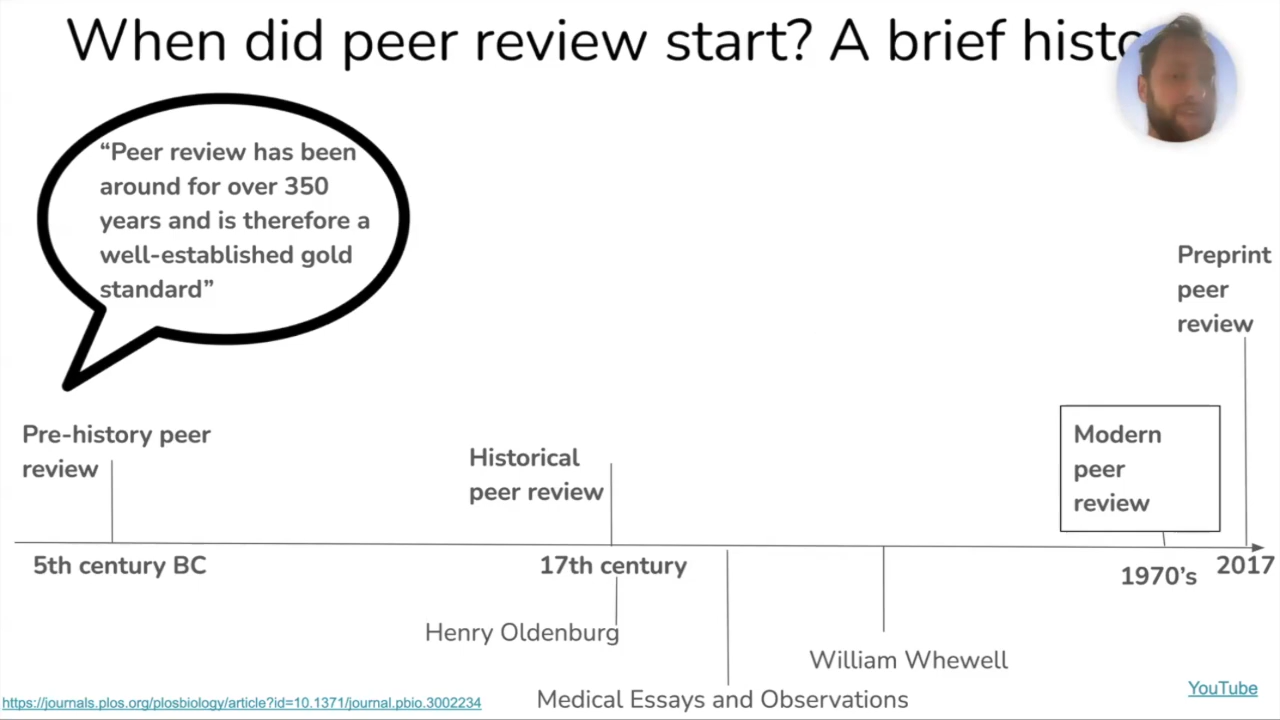 When did peer review start? A brief histo
“Peer review has been
around for over 350
years and is therefore a
well-established gold
standard”
Preprint
peer
review
Pre-history peer
review
Historical
peer review
Modern
peer
review
5th century BC
17th century
1970’s
2017
Henry Oldenburg
William Whewell
Medical Essays and Observations
https://journals.plos.org/plosbiology/article?id=10.1371/journal.pbio.3002234
YouTube